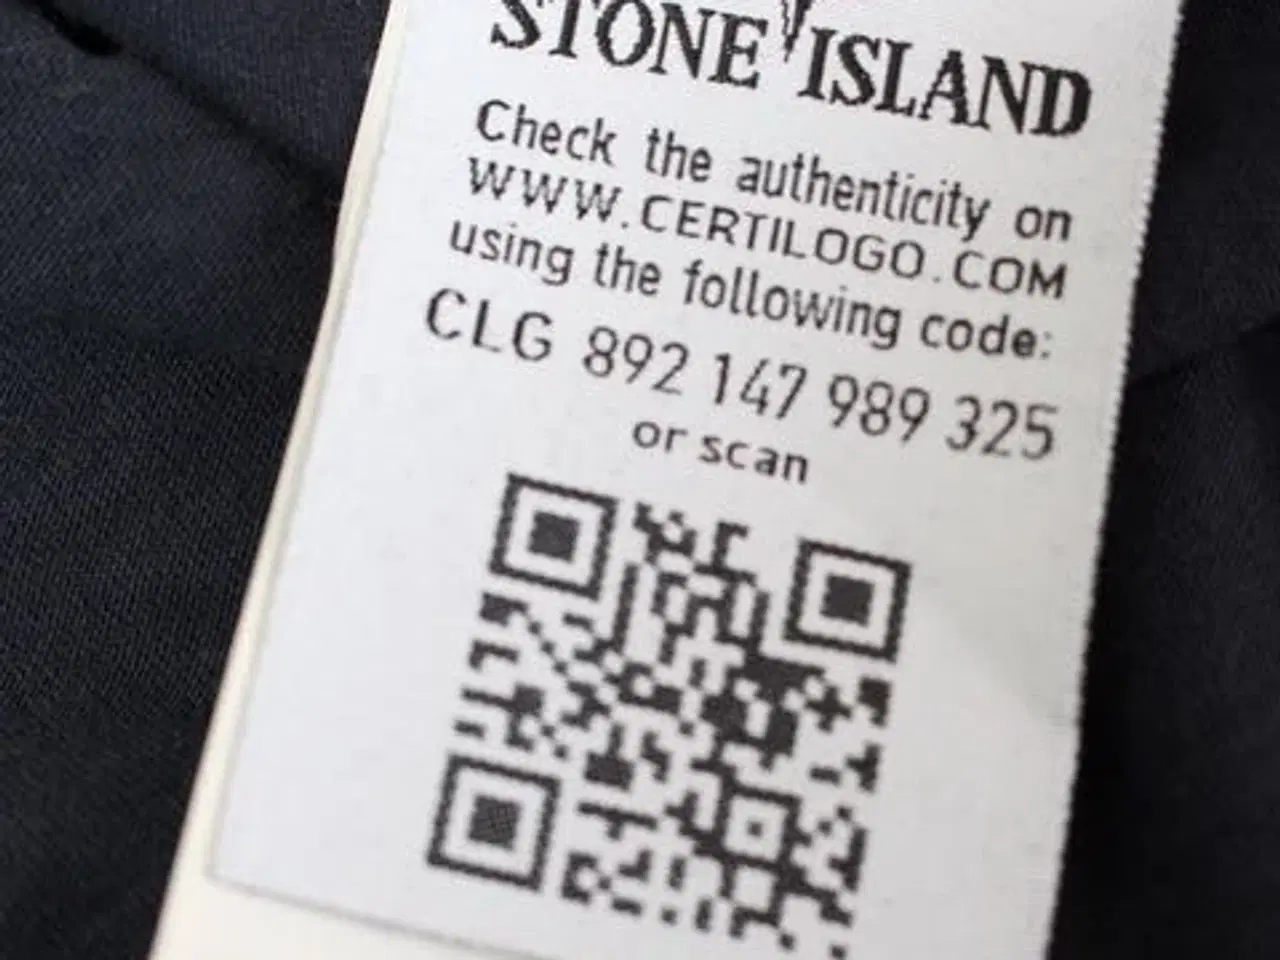 STONE ISLAND
Check the authenticity on
WWW.CERTILOGO.COM
using the following code:
CLG 892 147 989 325
or scan